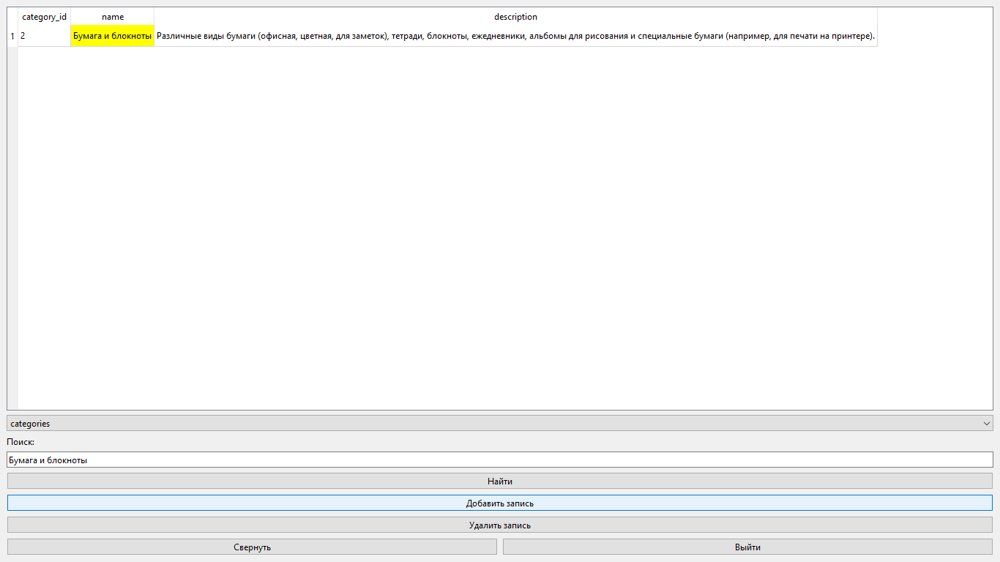 category_id name description
1 2 Бумага и блокноты Различные виды бумаги (офисная, цветная, для заметок), тетради, блокноты, ежедневники, альбомы для рисования и специальные бумаги (например, для печати на принтере).
categories
Поиск:
Бумага и блокноты
Найти
Добавить запись
Удалить запись
Свернуть Выйти